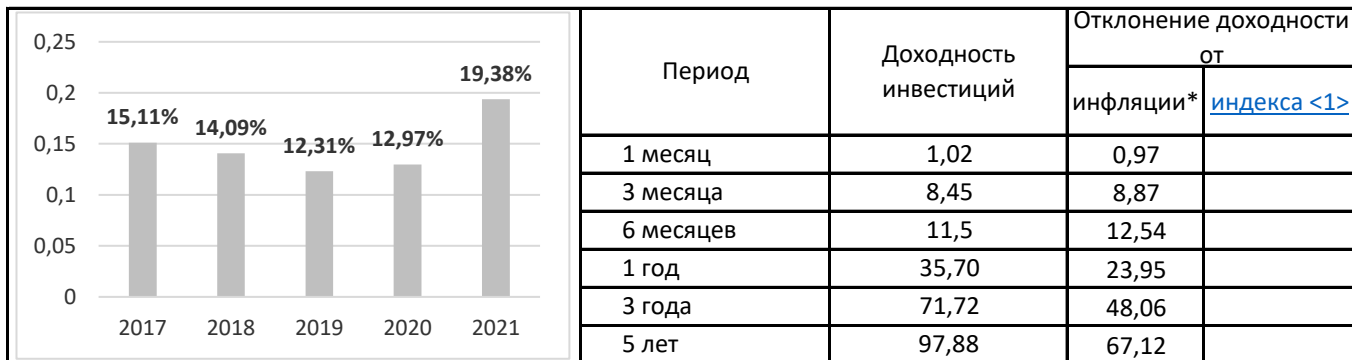 0,25
0,2
0,15
0,1
0,05
0
15,11%
14,09%
12,31%
12,97%
19,38%
2017 2018 2019 2020 2021
Период
Доходность
инвестиций
Отклонение доходности
от
инфляции* индекса <1>
1 месяц 1,02 0,97
3 месяца 8,45 8,87
6 месяцев 11,5 12,54
1 год 35,70 23,95
3 года 71,72 48,06
5 лет 97,88 67,12